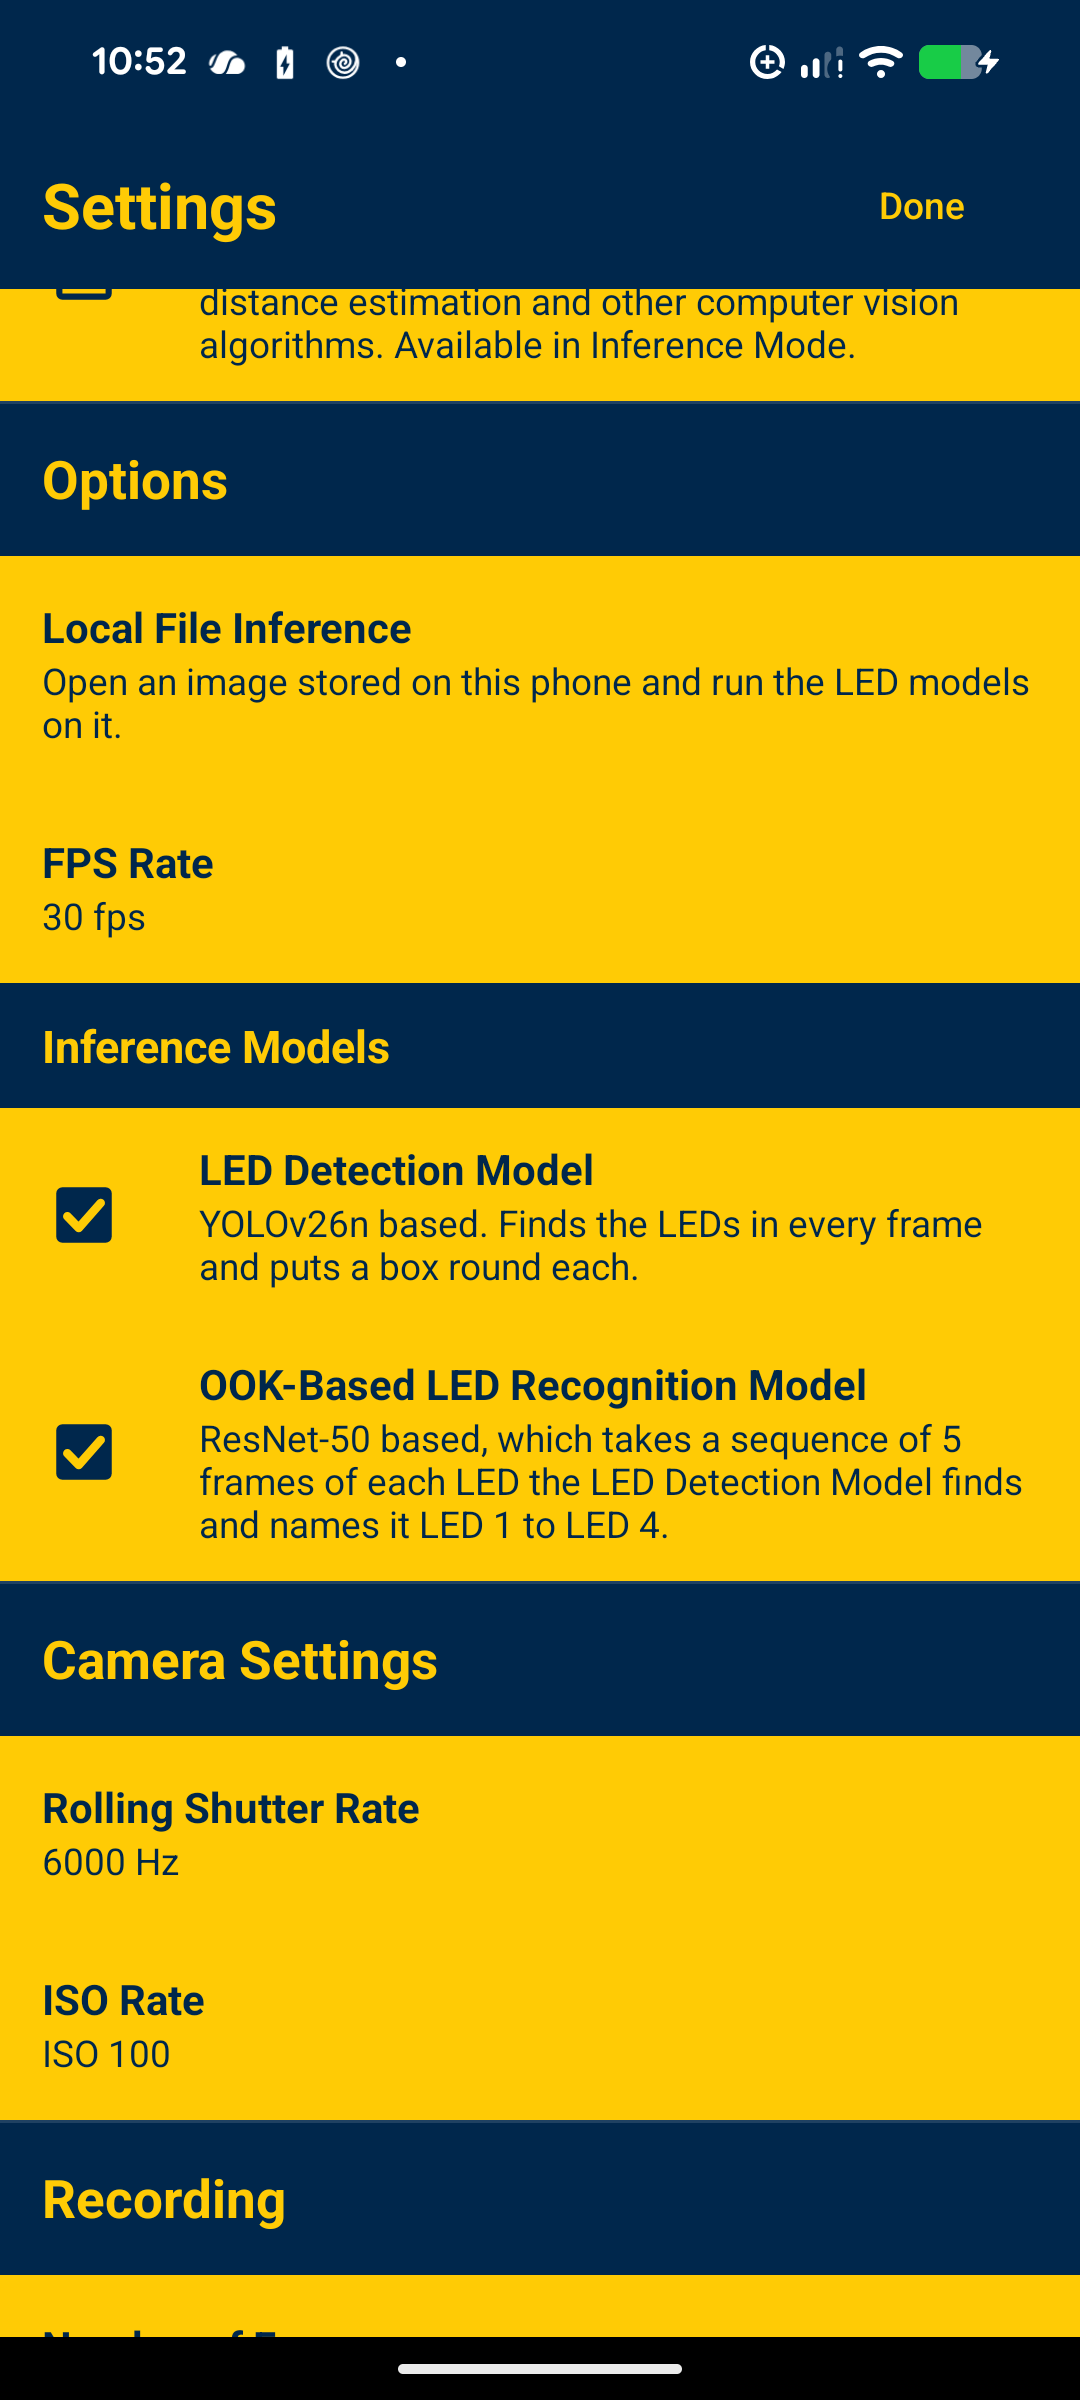 10:52
Settings
Done
distance estimation and other computer vision
algorithms. Available in Inference Mode.
Options
Local File Inference
Open an image stored on this phone and run the LED models
on it.
FPS Rate
30 fps
Inference Models
LED Detection Model
YOLOv26n based. Finds the LEDs in every frame
and puts a box round each.
OOK-Based LED Recognition Model
ResNet-50 based, which takes a sequence of 5
frames of each LED the LED Detection Model finds
and names it LED 1 to LED 4.
Camera Settings
Rolling Shutter Rate
6000 Hz
ISO Rate
ISO 100
Recording